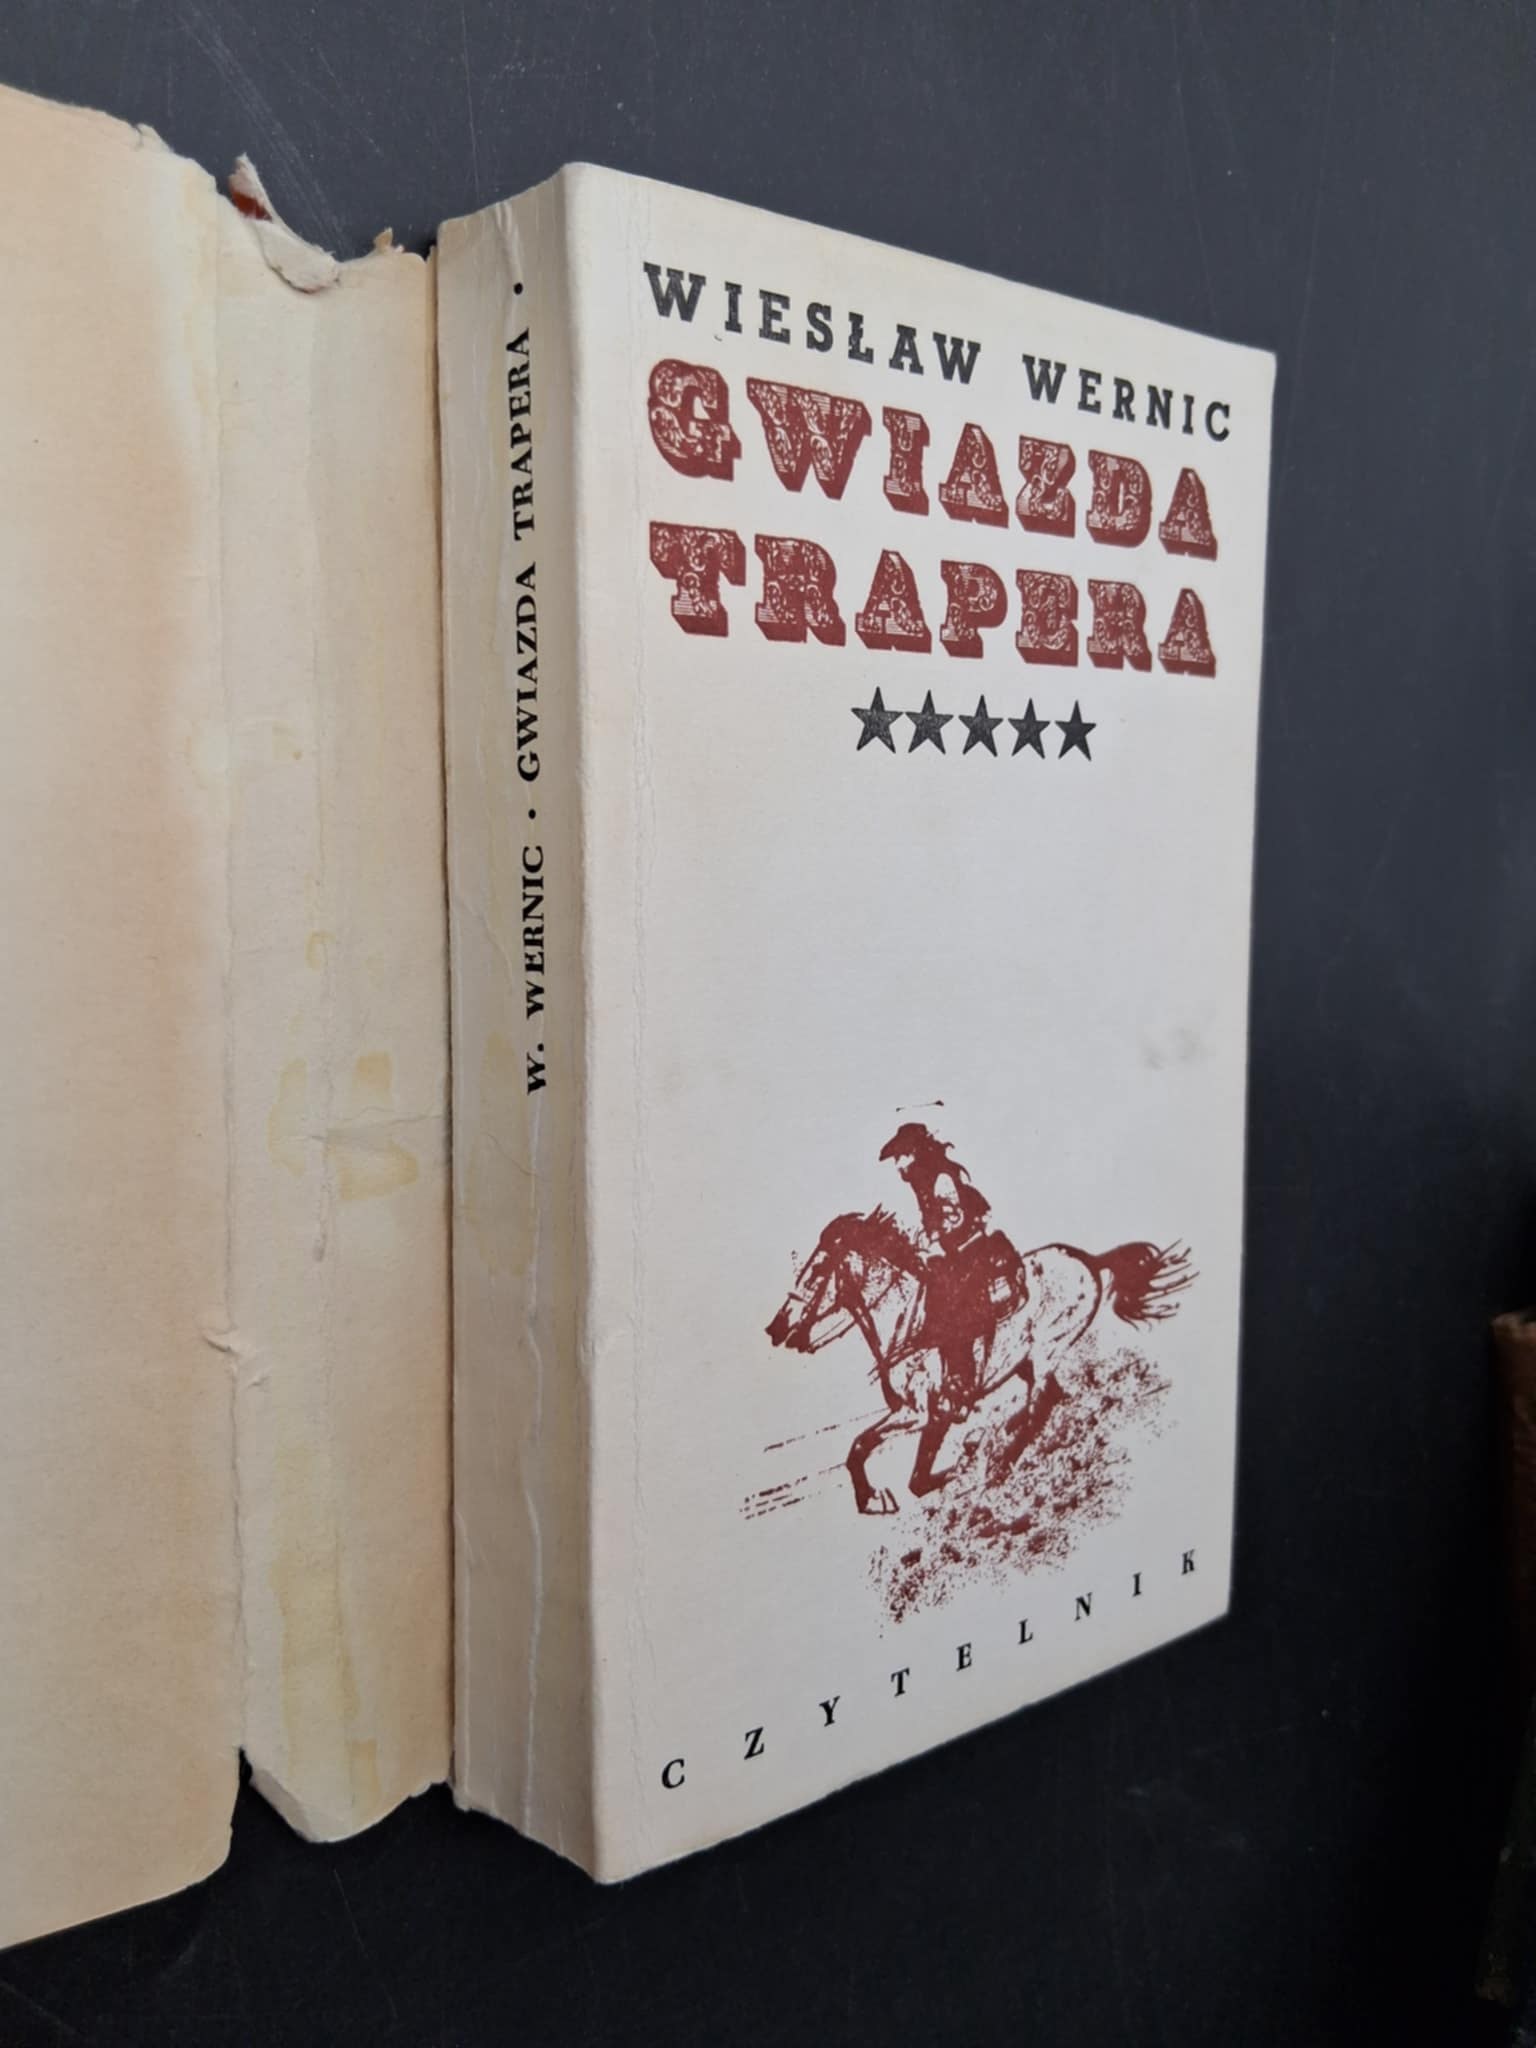 W. WERNIC • GWIAZDA TRAPERA •
WIESŁAW WERNIC
GWIAZDA
TRAPERA
★★★★★
CZYTELNIK